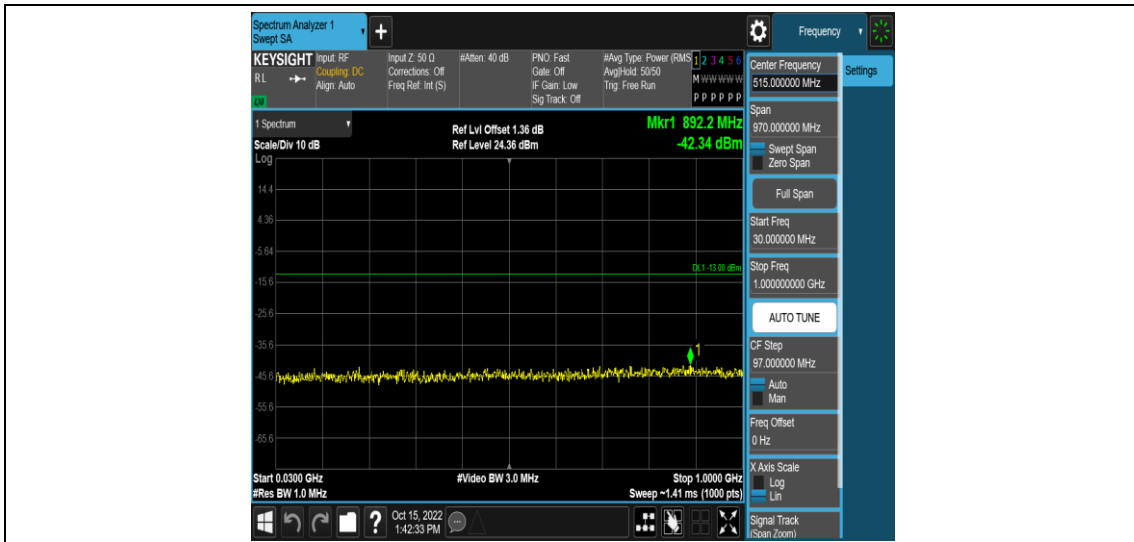 Spectrum Analyzer 1
Swept SA
Frequency
KEYSIGHT
RL
LXI
Input: RF
Coupling: DC
Align: Auto
Input Z: 50 Ω
Corrections: Off
Freq Ref: Int (S)
#Atten: 40 dB
PNO: Fast
Gate: Off
IF Gain: Low
Sig Track: Off
#Avg Type: Power (RMS
Avg|Hold: 50/50
Trig: Free Run
1 2 3 4 5 6
M W W W W W
P P P P P P
Center Frequency
515.000000 MHz
Settings
1 Spectrum
Scale/Div 10 dB
Ref Lvl Offset 1.36 dB
Ref Level 24.36 dBm
Mkr1 892.2 MHz
-42.34 dBm
Log
14.4
4.36
-5.64
-15.6
-25.6
-35.6
-45.6
-55.6
-65.6
DL1 -13.00 dBm
1
Start 0.0300 GHz
#Res BW 1.0 MHz
#Video BW 3.0 MHz
Stop 1.0000 GHz
Sweep ~1.41 ms (1000 pts)
Span
970.000000 MHz
Swept Span
Zero Span
Full Span
Start Freq
30.000000 MHz
Stop Freq
1.000000000 GHz
AUTO TUNE
CF Step
97.000000 MHz
Auto
Man
Freq Offset
0 Hz
X Axis Scale
Log
Lin
Signal Track
(Span Zoom)
?
Oct 15, 2022
1:42:33 PM